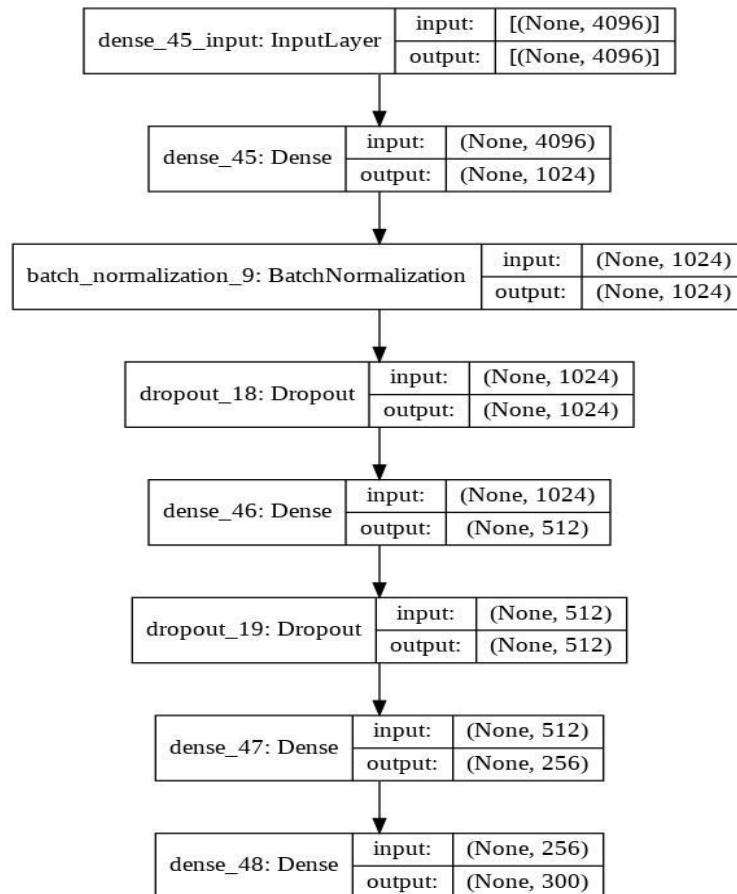 dense_45_input: InputLayer
input: [(None, 4096)]
output: [(None, 4096)]
dense_45: Dense
input: (None, 4096)
output: (None, 1024)
batch_normalization_9: BatchNormalization
input: (None, 1024)
output: (None, 1024)
dropout_18: Dropout
input: (None, 1024)
output: (None, 1024)
dense_46: Dense
input: (None, 1024)
output: (None, 512)
dropout_19: Dropout
input: (None, 512)
output: (None, 512)
dense_47: Dense
input: (None, 512)
output: (None, 256)
dense_48: Dense
input: (None, 256)
output: (None, 300)